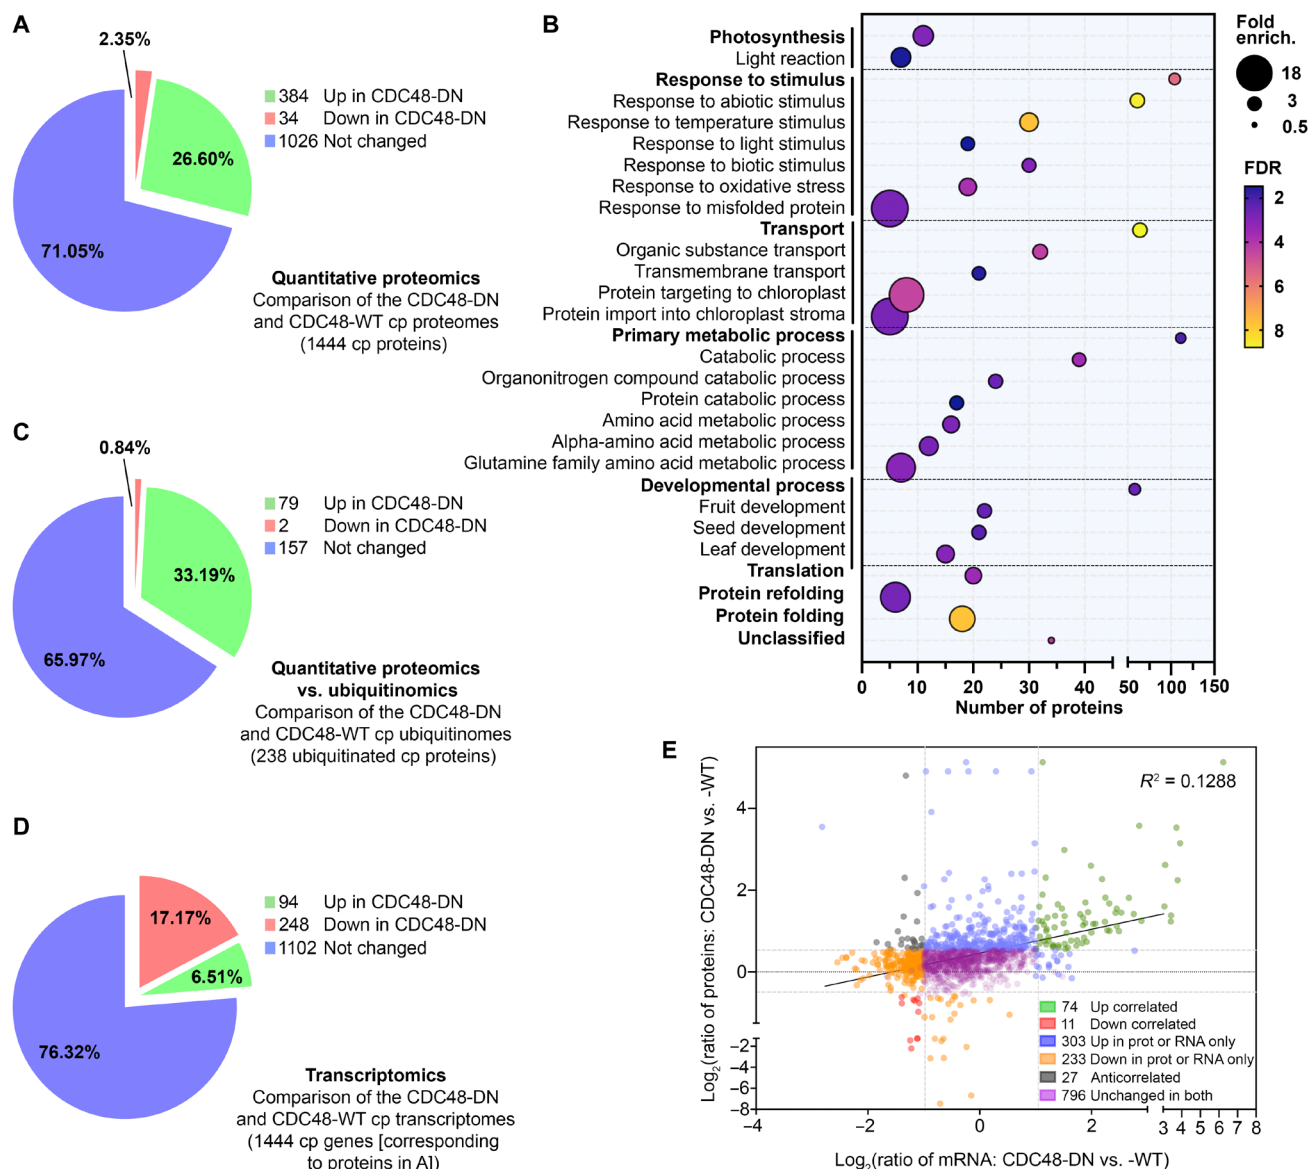 A
2.35%
26.60%
71.05%
384 Up in CDC48-DN
34 Down in CDC48-DN
1026 Not changed
Quantitative proteomics
Comparison of the CDC48-DN
and CDC48-WT cp proteomes
(1444 cp proteins)
B
Photosynthesis
Light reaction
Response to stimulus
Response to abiotic stimulus
Response to temperature stimulus
Response to light stimulus
Response to biotic stimulus
Response to oxidative stress
Response to misfolded protein
Transport
Organic substance transport
Transmembrane transport
Protein targeting to chloroplast
Protein import into chloroplast stroma
Primary metabolic process
Catabolic process
Organonitrogen compound catabolic process
Protein catabolic process
Amino acid metabolic process
Alpha-amino acid metabolic process
Glutamine family amino acid metabolic process
Developmental process
Fruit development
Seed development
Leaf development
Translation
Protein refolding
Protein folding
Unclassified
0 10 20 30 40 50 100 150
Number of proteins
Fold
enrich.
18
3
0.5
FDR
2
4
6
8
C
0.84%
33.19%
65.97%
79 Up in CDC48-DN
2 Down in CDC48-DN
157 Not changed
Quantitative proteomics
vs. ubiquitinomics
Comparison of the CDC48-DN
and CDC48-WT cp ubiquitinomes
(238 ubiquitinated cp proteins)
D
17.17%
6.51%
76.32%
94 Up in CDC48-DN
248 Down in CDC48-DN
1102 Not changed
Transcriptomics
Comparison of the CDC48-DN
and CDC48-WT cp transcriptomes
(1444 cp genes [corresponding
to proteins in A])
E
Log2(ratio of proteins: CDC48-DN vs. -WT)
4
2
0
−2
−4
−6
−8
R² = 0.1288
74 Up correlated
11 Down correlated
303 Up in prot or RNA only
233 Down in prot or RNA only
27 Anticorrelated
796 Unchanged in both
−4 −2 0 2 3 4 5 6 7 8
Log2(ratio of mRNA: CDC48-DN vs. -WT)